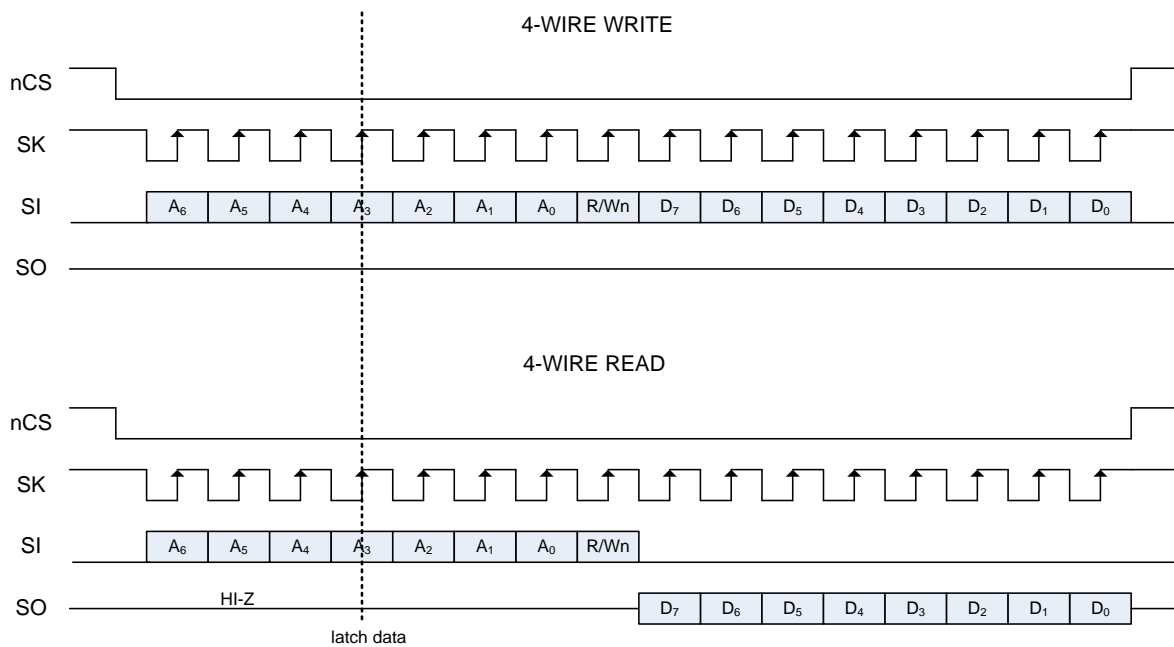 4-WIRE WRITE
nCS
SK
SI A₆ A₅ A₄ A₃ A₂ A₁ A₀ R/Wn D₇ D₆ D₅ D₄ D₃ D₂ D₁ D₀
SO
4-WIRE READ
nCS
SK
SI A₆ A₅ A₄ A₃ A₂ A₁ A₀ R/Wn
SO HI-Z D₇ D₆ D₅ D₄ D₃ D₂ D₁ D₀
latch data